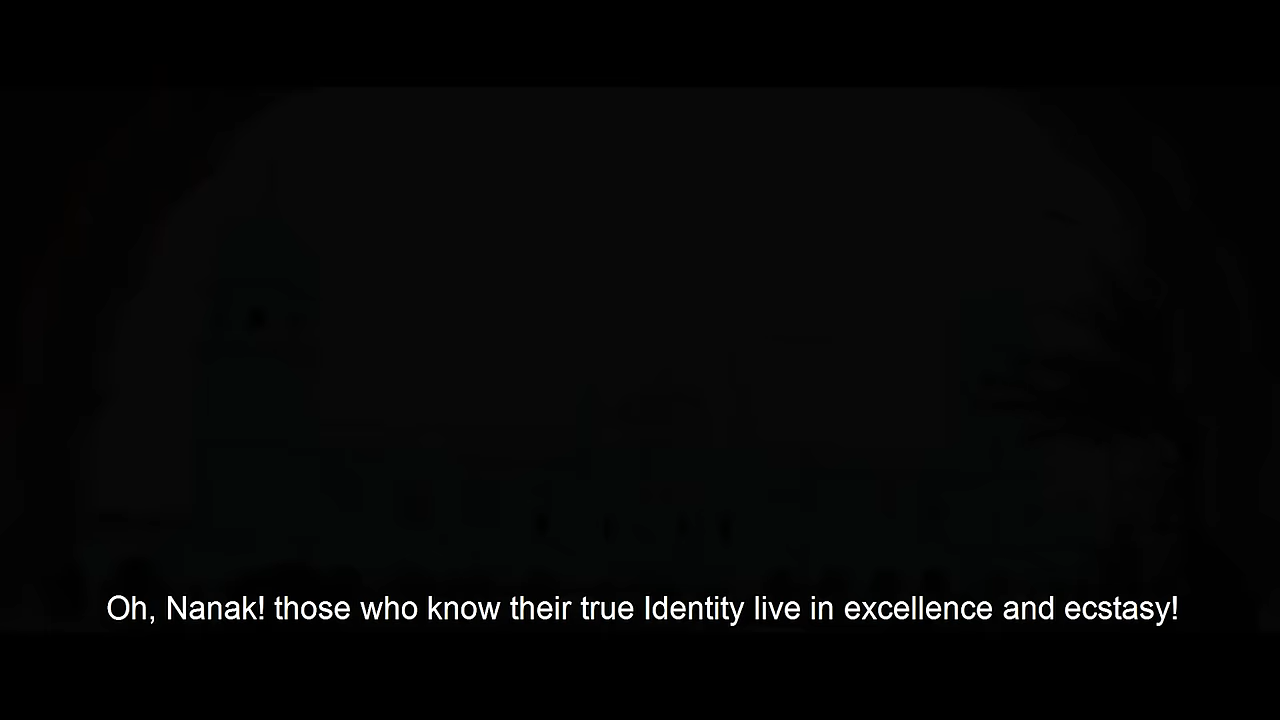 Oh, Nanak! those who know their true Identity live in excellence and ecstasy!